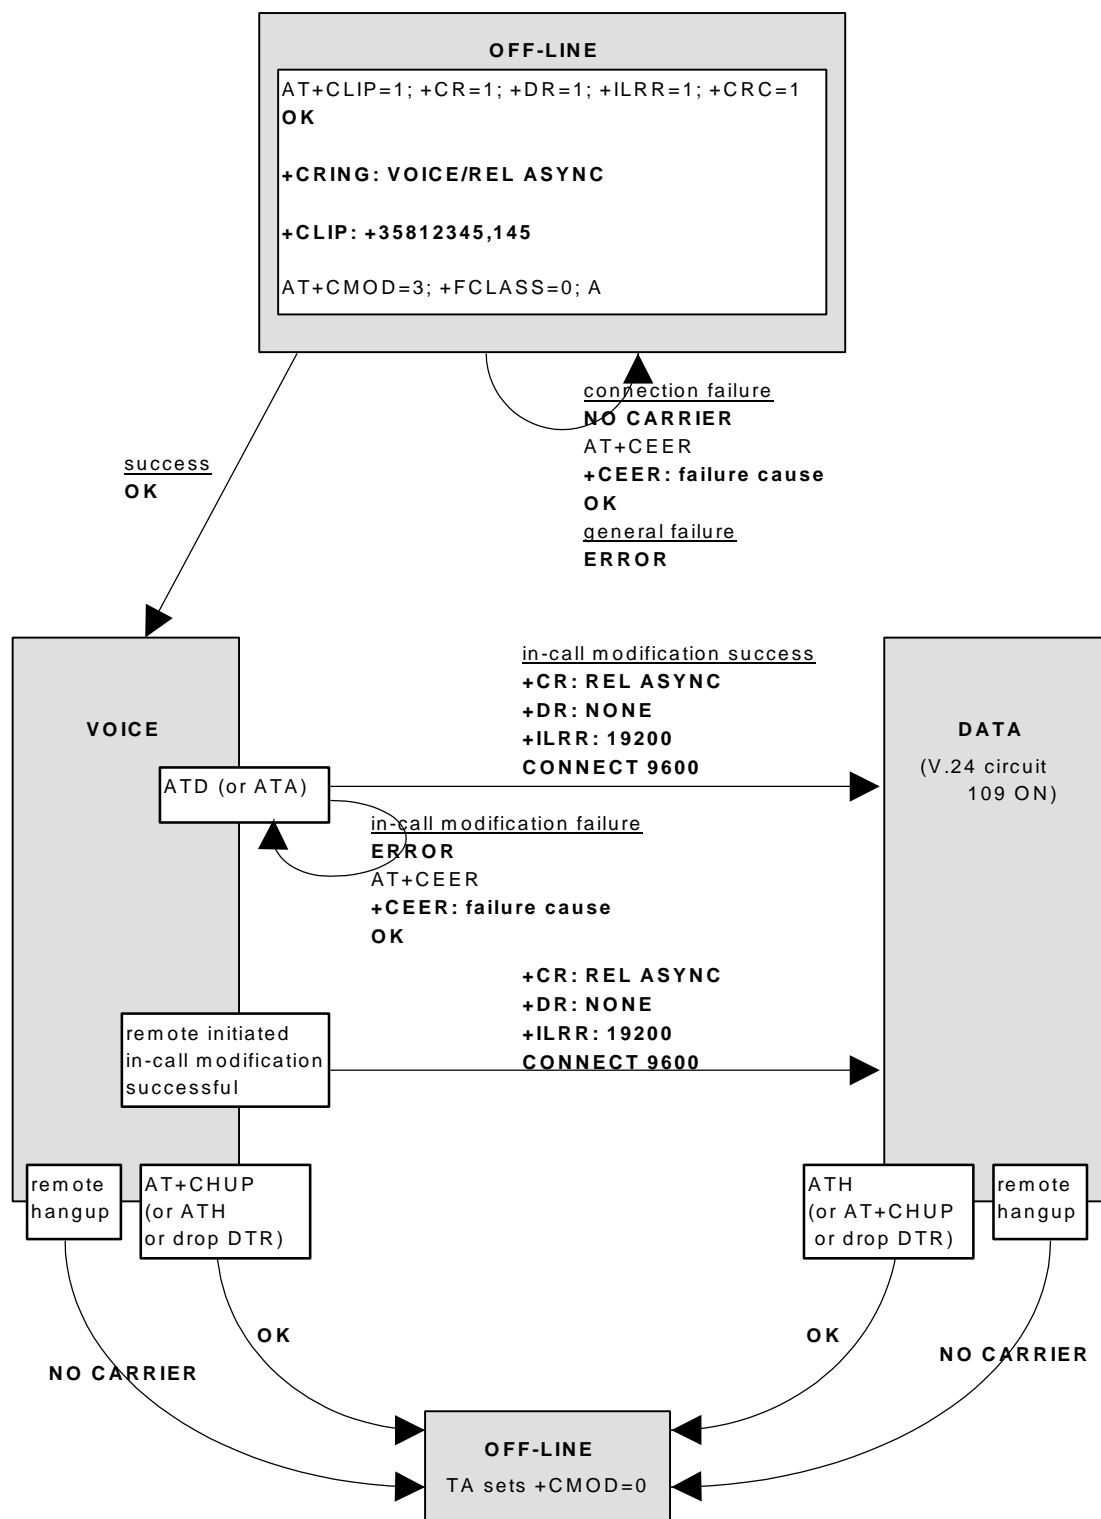 OFF-LINE
AT+CLIP=1; +CR=1; +DR=1; +ILRR=1; +CRC=1
OK
+CRING: VOICE/REL ASYNC
+CLIP: +35812345,145
AT+CMOD=3; +FCLASS=0; A
connection failure
NO CARRIER
AT+CEER
+CEER: failure cause
OK
general failure
ERROR
success
OK
VOICE
ATD (or ATA)
in-call modification success
+CR: REL ASYNC
+DR: NONE
+ILRR: 19200
CONNECT 9600
DATA
(V.24 circuit
109 ON)
in-call modification failure
ERROR
AT+CEER
+CEER: failure cause
OK
remote initiated
in-call modification
successful
+CR: REL ASYNC
+DR: NONE
+ILRR: 19200
CONNECT 9600
remote
hangup
AT+CHUP
(or ATH
or drop DTR)
ATH
(or AT+CHUP
or drop DTR)
remote
hangup
OK
NO CARRIER
OK
NO CARRIER
OFF-LINE
TA sets +CMOD=0